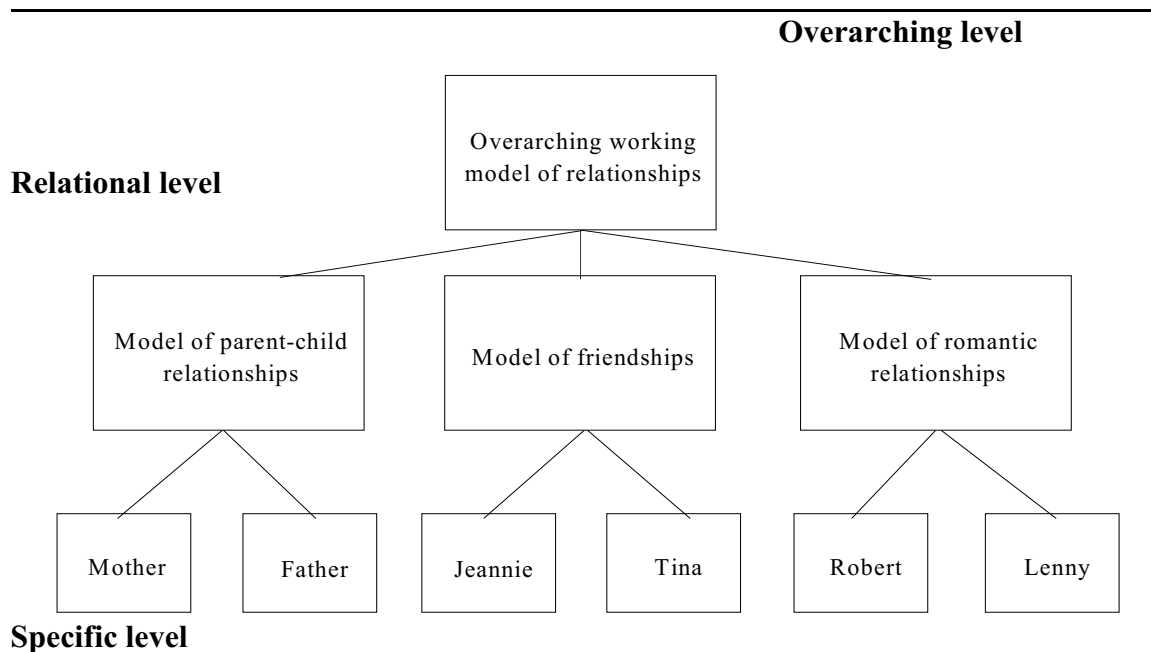 Overarching level
Overarching working
model of relationships
Relational level
Model of parent-child
relationships
Model of friendships
Model of romantic
relationships
Mother
Father
Jeannie
Tina
Robert
Lenny
Specific level